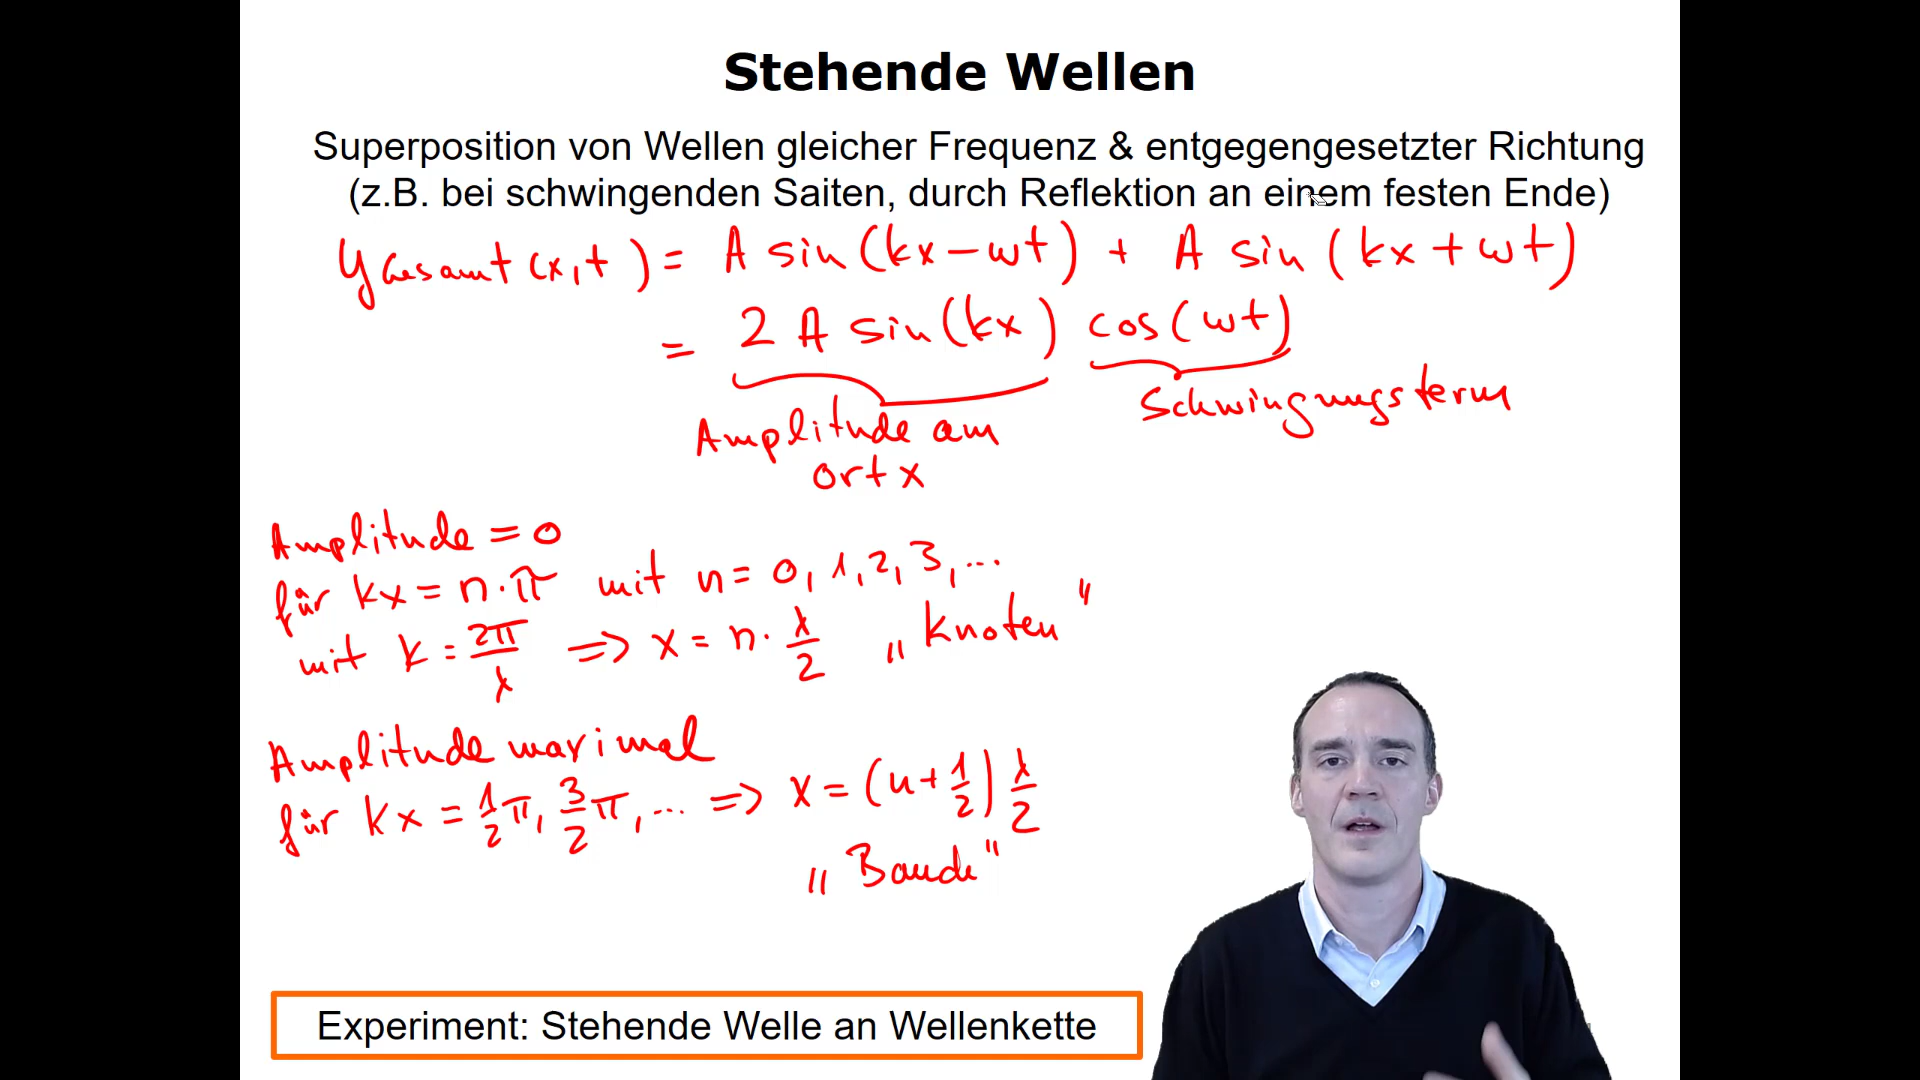 Stehende Wellen
Superposition von Wellen gleicher Frequenz & entgegengesetzter Richtung
(z.B. bei schwingenden Saiten, durch Reflektion an einem festen Ende)
y Gesamt (x,t) = A sin(kx-ωt) + A sin(kx+ωt)
= 2 A sin(kx) cos(ωt)
Schwingungsterm
Amplitude am
Ort x
Amplitude = 0
für kx = n·π mit n = 0, 1, 2, 3, ...
mit k = 2π/λ => x = n · λ/2 „Knoten"
Amplitude maximal
für kx = 1/2 π, 3/2 π, ... => x = (n + 1/2) λ/2
„Bäuche"
Experiment: Stehende Welle an Wellenkette